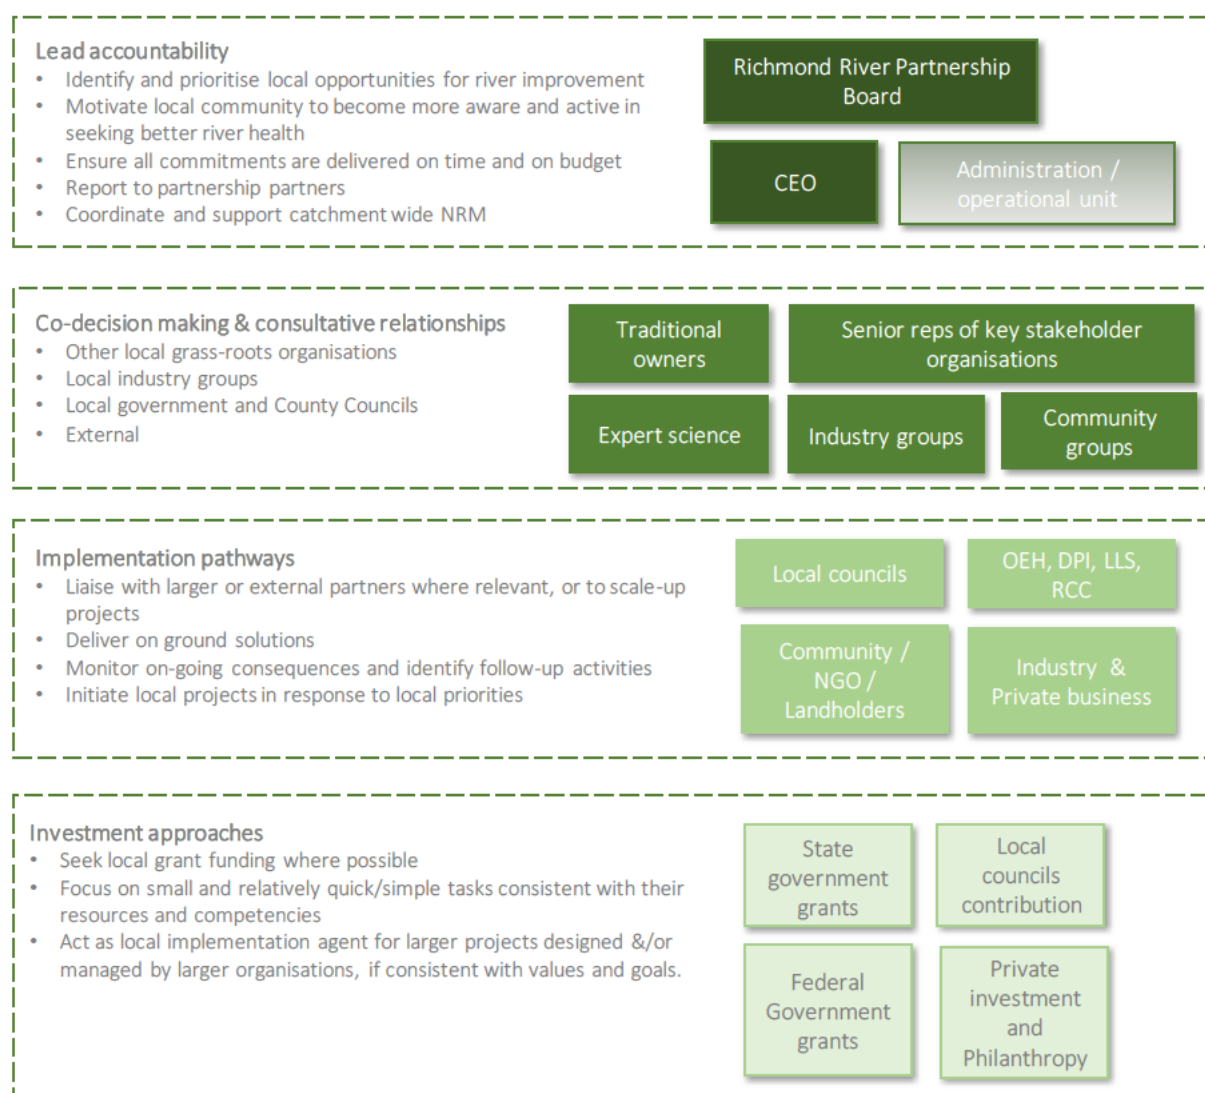 Lead accountability
• Identify and prioritise local opportunities for river improvement
• Motivate local community to become more aware and active in
seeking better river health
• Ensure all commitments are delivered on time and on budget
• Report to partnership partners
• Coordinate and support catchment wide NRM
Richmond River Partnership
Board
CEO
Administration /
operational unit
Co-decision making & consultative relationships
• Other local grass-roots organisations
• Local industry groups
• Local government and County Councils
• External
Traditional
owners
Senior reps of key stakeholder
organisations
Expert science
Industry groups
Community
groups
Implementation pathways
• Liaise with larger or external partners where relevant, or to scale-up
projects
• Deliver on ground solutions
• Monitor on-going consequences and identify follow-up activities
• Initiate local projects in response to local priorities
Local councils
OEH, DPI, LLS,
RCC
Community /
NGO /
Landholders
Industry &
Private business
Investment approaches
• Seek local grant funding where possible
• Focus on small and relatively quick/simple tasks consistent with their
resources and competencies
• Act as local implementation agent for larger projects designed &/or
managed by larger organisations, if consistent with values and goals.
State
government
grants
Local
councils
contribution
Federal
Government
grants
Private
investment
and
Philanthropy